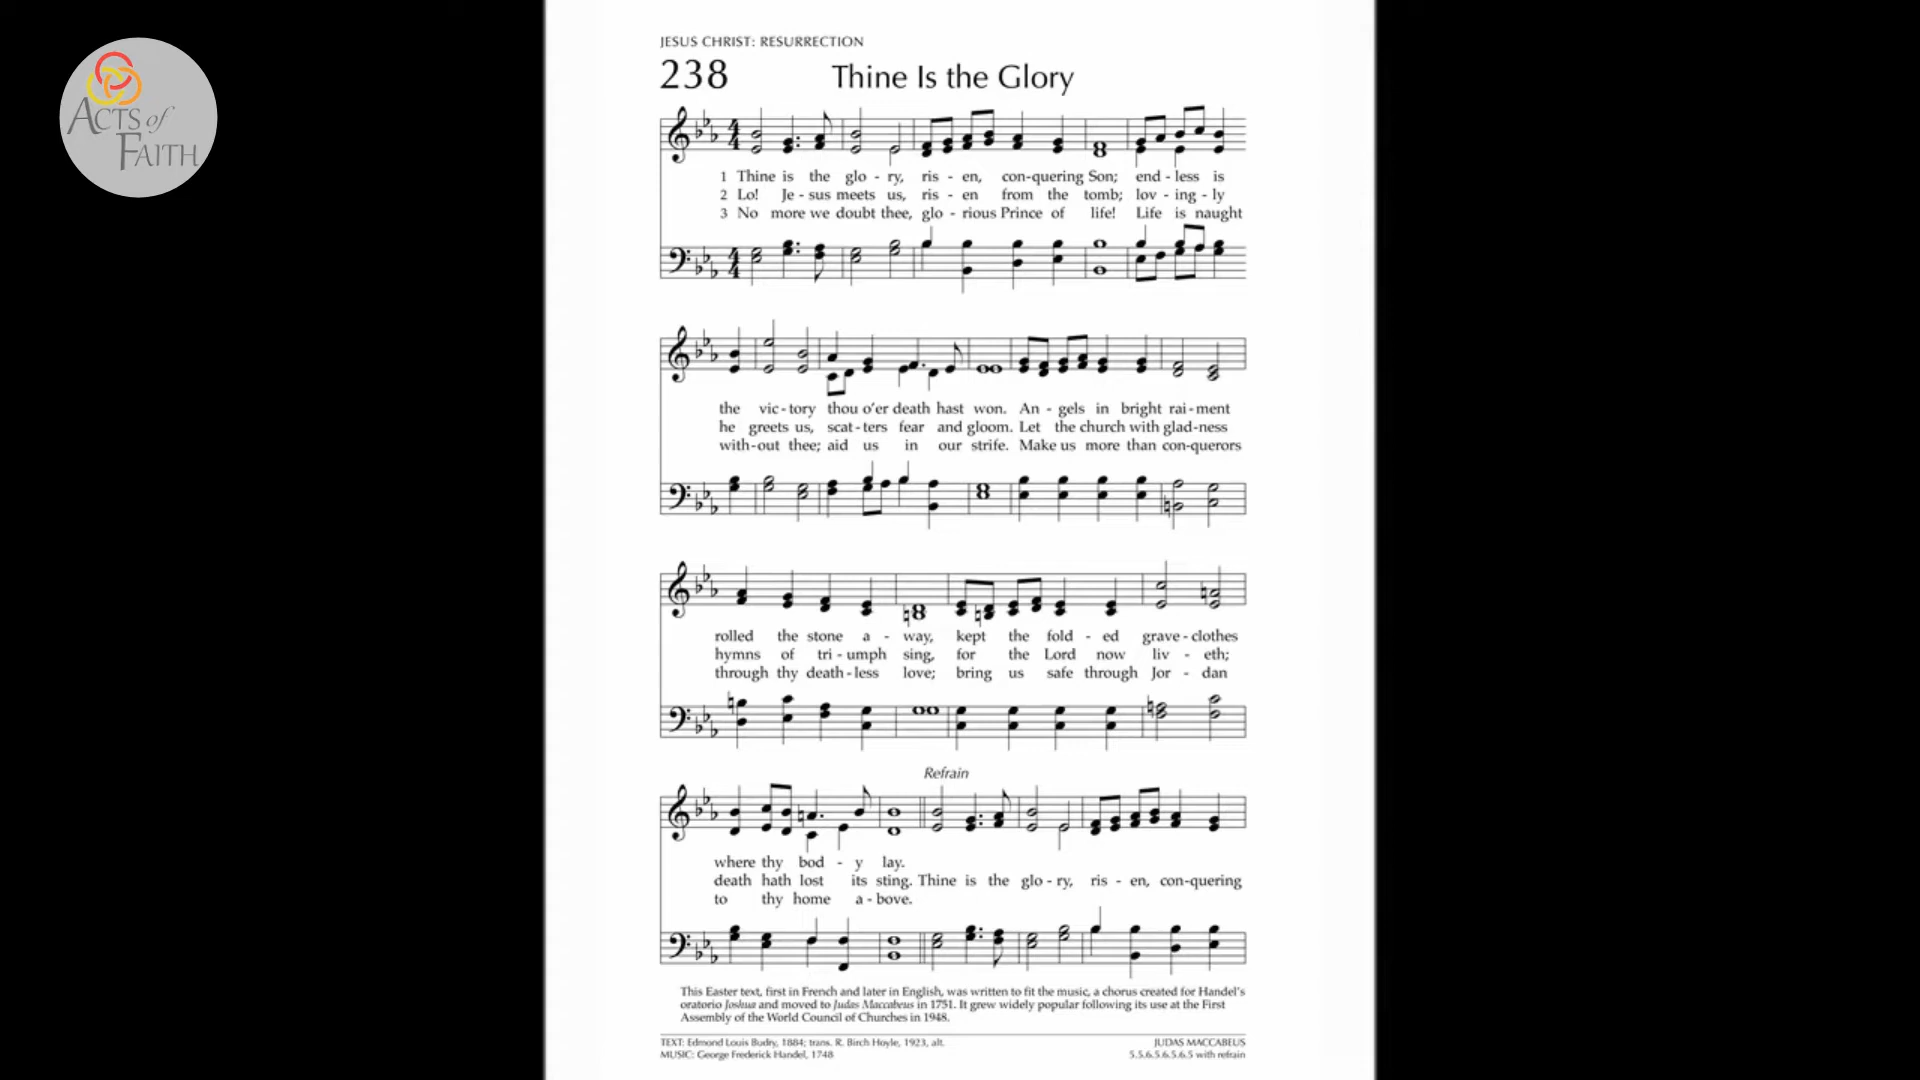 ACTS of
FAITH
JESUS CHRIST: RESURRECTION
238 Thine Is the Glory
1 Thine is the glo - ry, ris - en, con-quering Son; end - less is
2 Lo! Je - sus meets us, ris - en from the tomb; lov - ing - ly
3 No more we doubt thee, glo - rious Prince of life! Life is naught
the vic - tory thou o'er death hast won. An - gels in bright rai - ment
he greets us, scat - ters fear and gloom. Let the church with glad - ness
with - out thee; aid us in our strife. Make us more than con-querors
rolled the stone a - way, kept the fold - ed grave - clothes
hymns of tri - umph sing, for the Lord now liv - eth;
through thy death - less love; bring us safe through Jor - dan
Refrain
where thy bod - y lay.
death hath lost its sting. Thine is the glo - ry, ris - en, con-quering
to thy home a - bove.
This Easter text, first in French and later in English, was written to fit the music, a chorus created for Handel's
oratorio Joshua and moved to Judas Maccabeus in 1751. It grew widely popular following its use at the First
Assembly of the World Council of Churches in 1948.
TEXT: Edmond Louis Budry, 1884; trans. R. Birch Hoyle, 1923, alt. JUDAS MACCABEUS
MUSIC: George Frederick Handel, 1748 5.5.6.5.6.5.6.5 with refrain